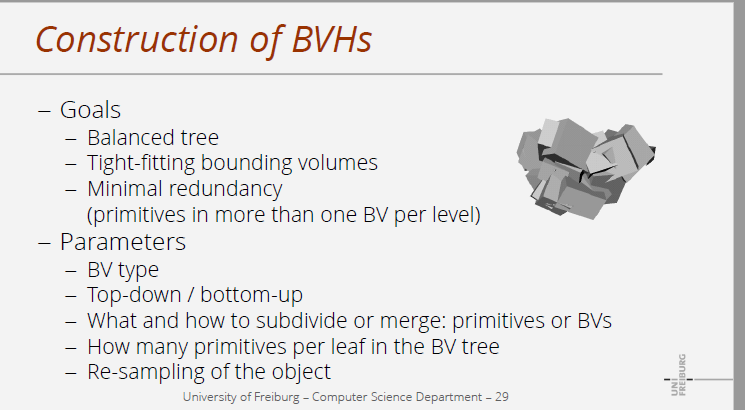 Construction of BVHs
– Goals
– Balanced tree
– Tight-fitting bounding volumes
– Minimal redundancy
(primitives in more than one BV per level)
– Parameters
– BV type
– Top-down / bottom-up
– What and how to subdivide or merge: primitives or BVs
– How many primitives per leaf in the BV tree
– Re-sampling of the object
University of Freiburg – Computer Science Department – 29
UNI
FREIBURG